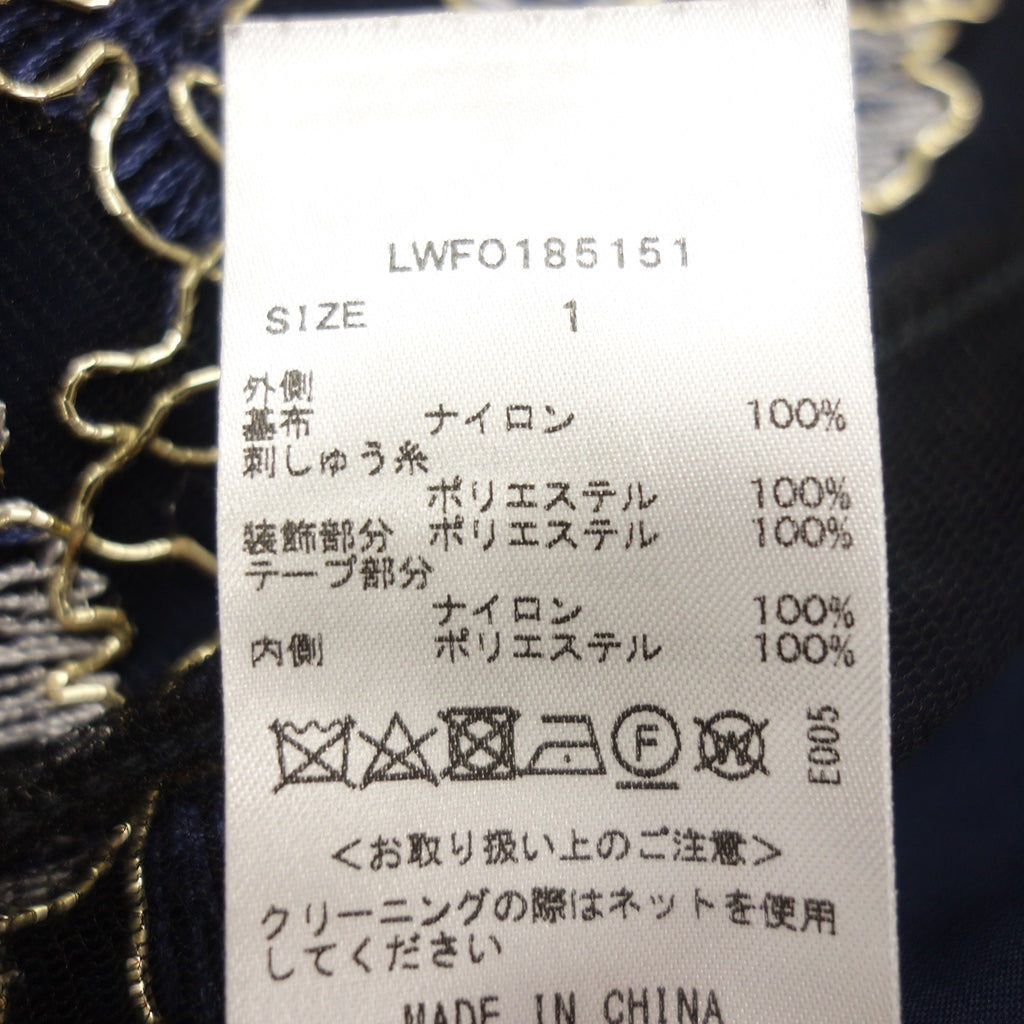 LWFO185151
SIZE 1
外側
基布 ナイロン 100%
刺しゅう糸
ポリエステル 100%
装飾部分 ポリエステル 100%
テープ部分
ナイロン 100%
内側 ポリエステル 100%
F W E005
＜お取り扱い上のご注意＞
クリーニングの際はネットを使用
してください
MADE IN CHINA